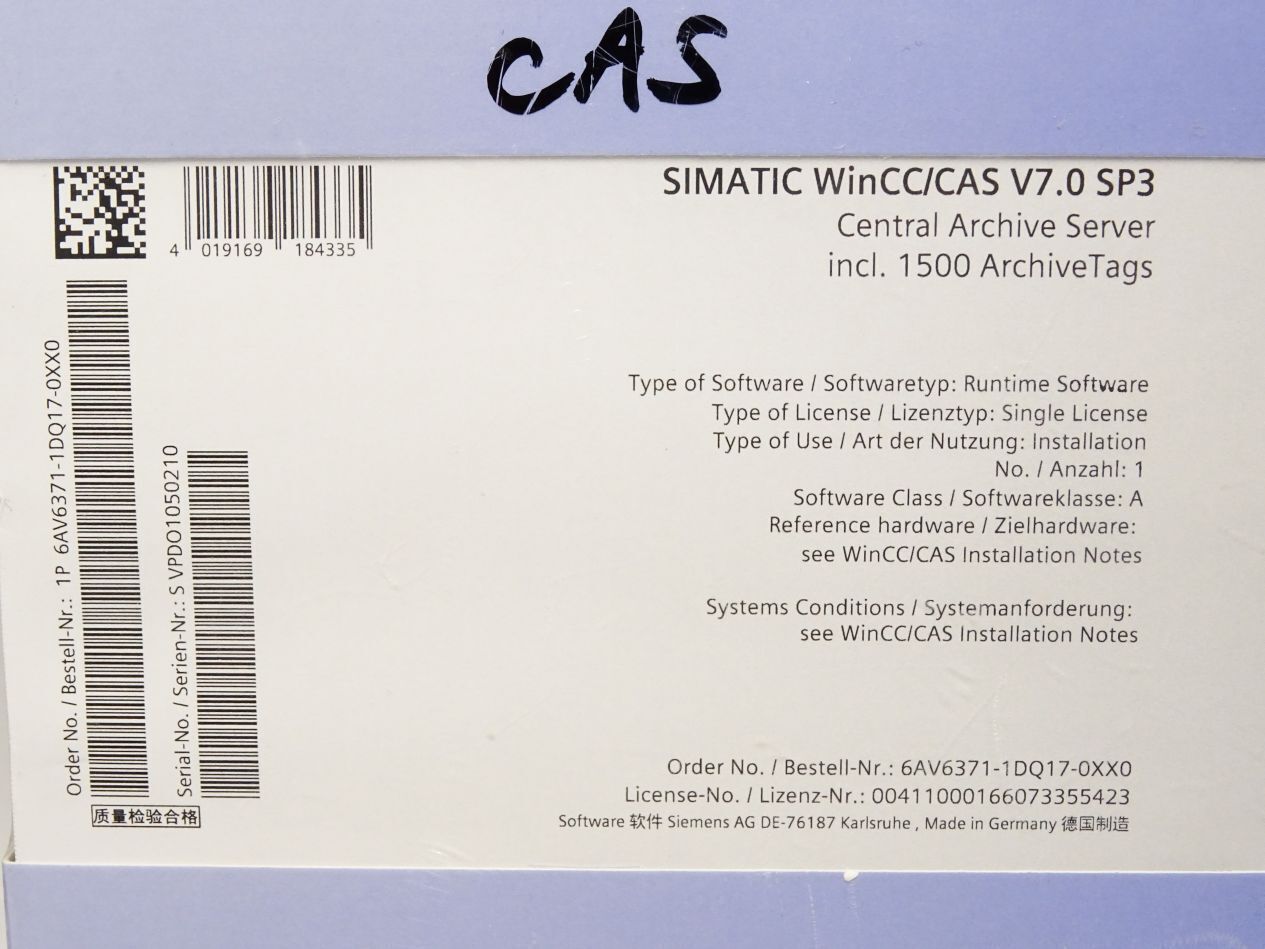 CAS
4 019169 184335
SIMATIC WinCC/CAS V7.0 SP3
Central Archive Server
incl. 1500 ArchiveTags
Order No. / Bestell-Nr.: 1P 6AV6371-1DQ17-0XX0
Serial-No. / Serien-Nr.: S VPDO1050210
质量检验合格
Type of Software / Softwaretyp: Runtime Software
Type of License / Lizenztyp: Single License
Type of Use / Art der Nutzung: Installation
No. / Anzahl: 1
Software Class / Softwareklasse: A
Reference hardware / Zielhardware:
see WinCC/CAS Installation Notes
Systems Conditions / Systemanforderung:
see WinCC/CAS Installation Notes
Order No. / Bestell-Nr.: 6AV6371-1DQ17-0XX0
License-No. / Lizenz-Nr.: 00411000166073355423
Software 软件 Siemens AG DE-76187 Karlsruhe , Made in Germany 德国制造